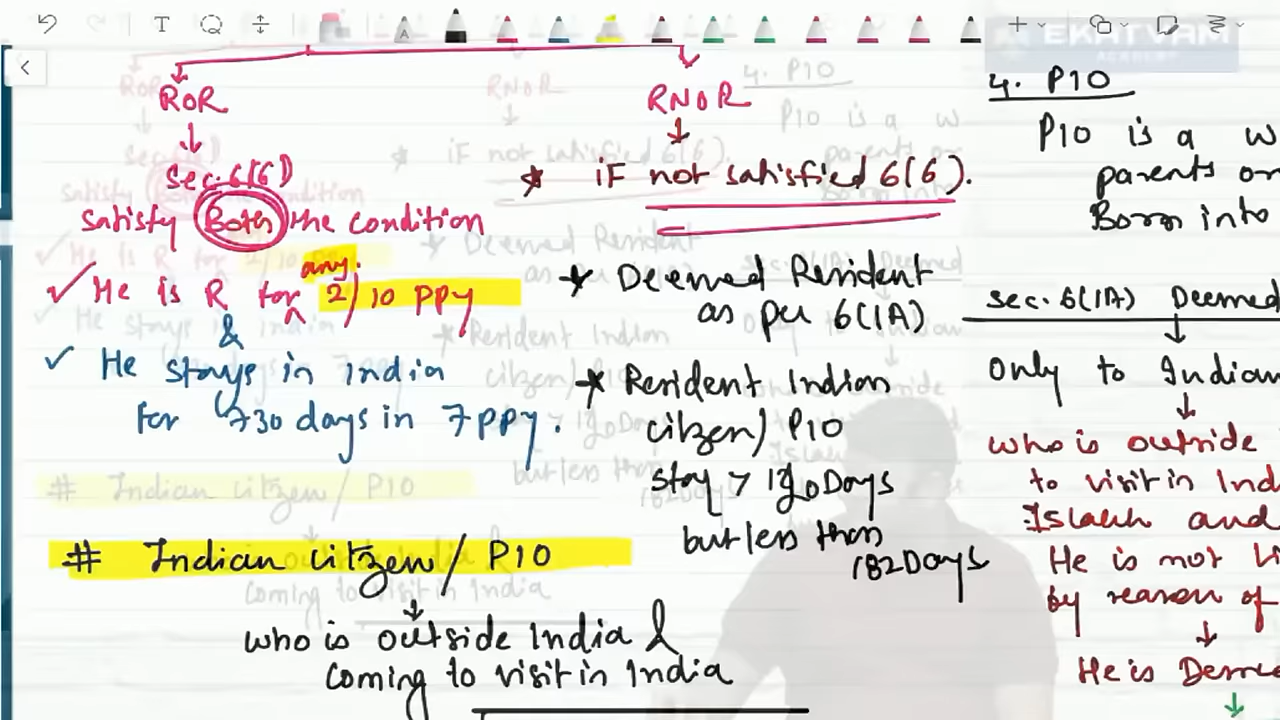 EKATVAM
ACADEMY
ROR
↓
Sec. 6(6)
satisfy Both the condition
✓ He is R for any. 2/10 PPy
&
✓ He stays in india
For 730 days in 7 PPy.
# Indian citizen / PIO
↓
who is outside India &
coming to visit in India
RNOR
↓
* iF not satisfied 6(6).
* Deemed Resident
as per 6(1A)
* Resident Indian
citizen) PIO
stay > 120 Days
but less than
182 Days
4. PIO
PIO is a w
parents or
Born into
sec. 6(1A) Deemed
↓
Only to Indian
↓
who is outside
to visit in Ind
and
He is not li
by reason of
↓
He is Deeme
↓